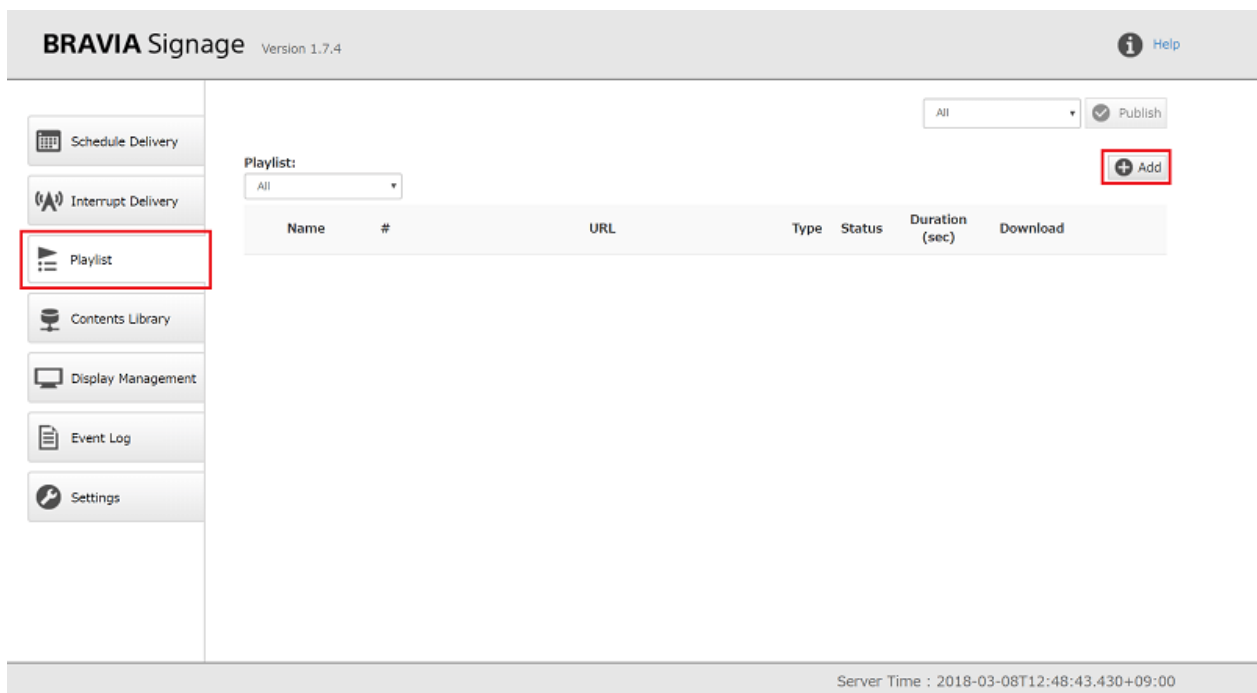 BRAVIA Signage Version 1.7.4
Help
Schedule Delivery
Interrupt Delivery
Playlist
Contents Library
Display Management
Event Log
Settings
All
Publish
Playlist:
All
Add
Name # URL Type Status Duration (sec) Download
Server Time : 2018-03-08T12:48:43.430+09:00